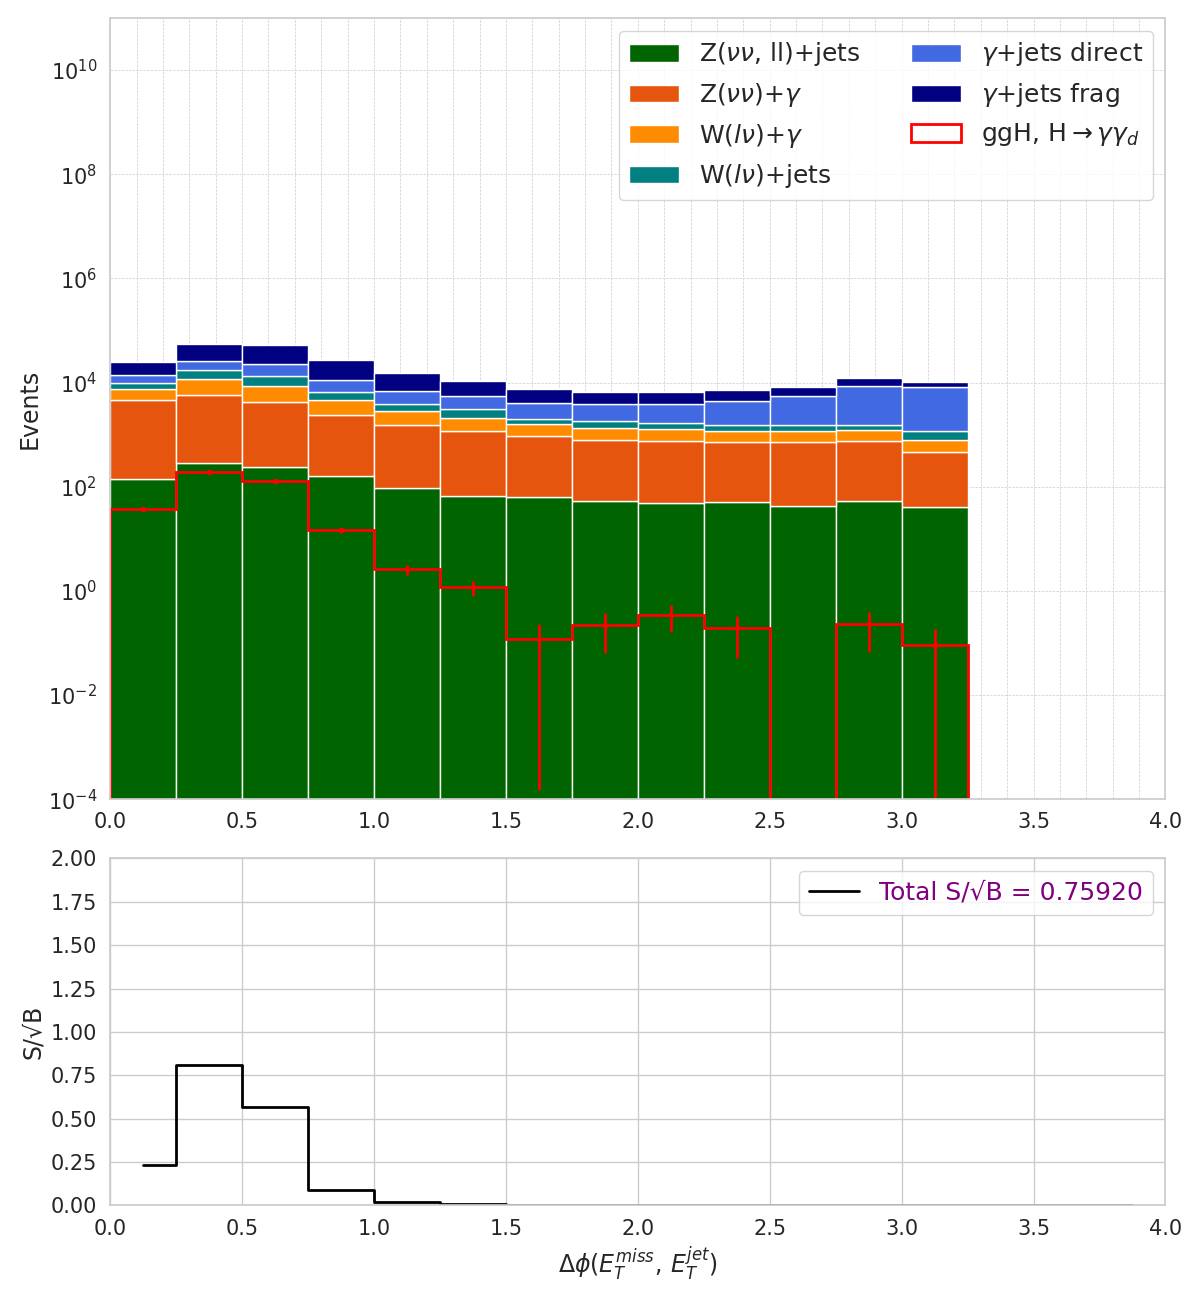 Z(νν, ll)+jets
Z(νν)+γ
W(lν)+γ
W(lν)+jets
γ+jets direct
γ+jets frag
ggH, H→γγ_d
Events
10^10
10^8
10^6
10^4
10^2
10^0
10^−2
10^−4
0.0 0.5 1.0 1.5 2.0 2.5 3.0 3.5 4.0
Total S/√B = 0.75920
S/√B
2.00
1.75
1.50
1.25
1.00
0.75
0.50
0.25
0.00
0.0 0.5 1.0 1.5 2.0 2.5 3.0 3.5 4.0
Δϕ(E_T^miss, E_T^jet)